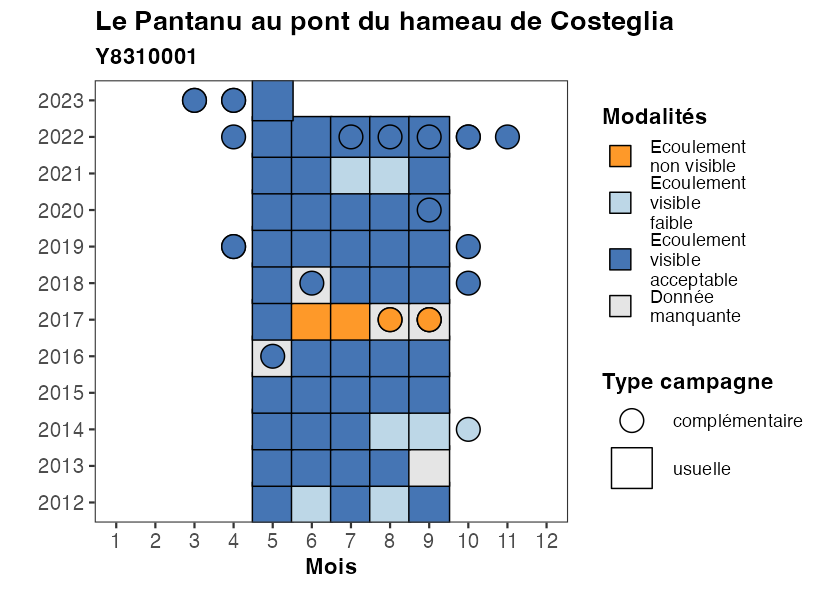 Le Pantanu au pont du hameau de Costeglia
Y8310001
2023
2022
2021
2020
2019
2018
2017
2016
2015
2014
2013
2012
1 2 3 4 5 6 7 8 9 10 11 12
Mois
Modalités
Ecoulement
non visible
Ecoulement
visible
faible
Ecoulement
visible
acceptable
Donnée
manquante
Type campagne
complémentaire
usuelle